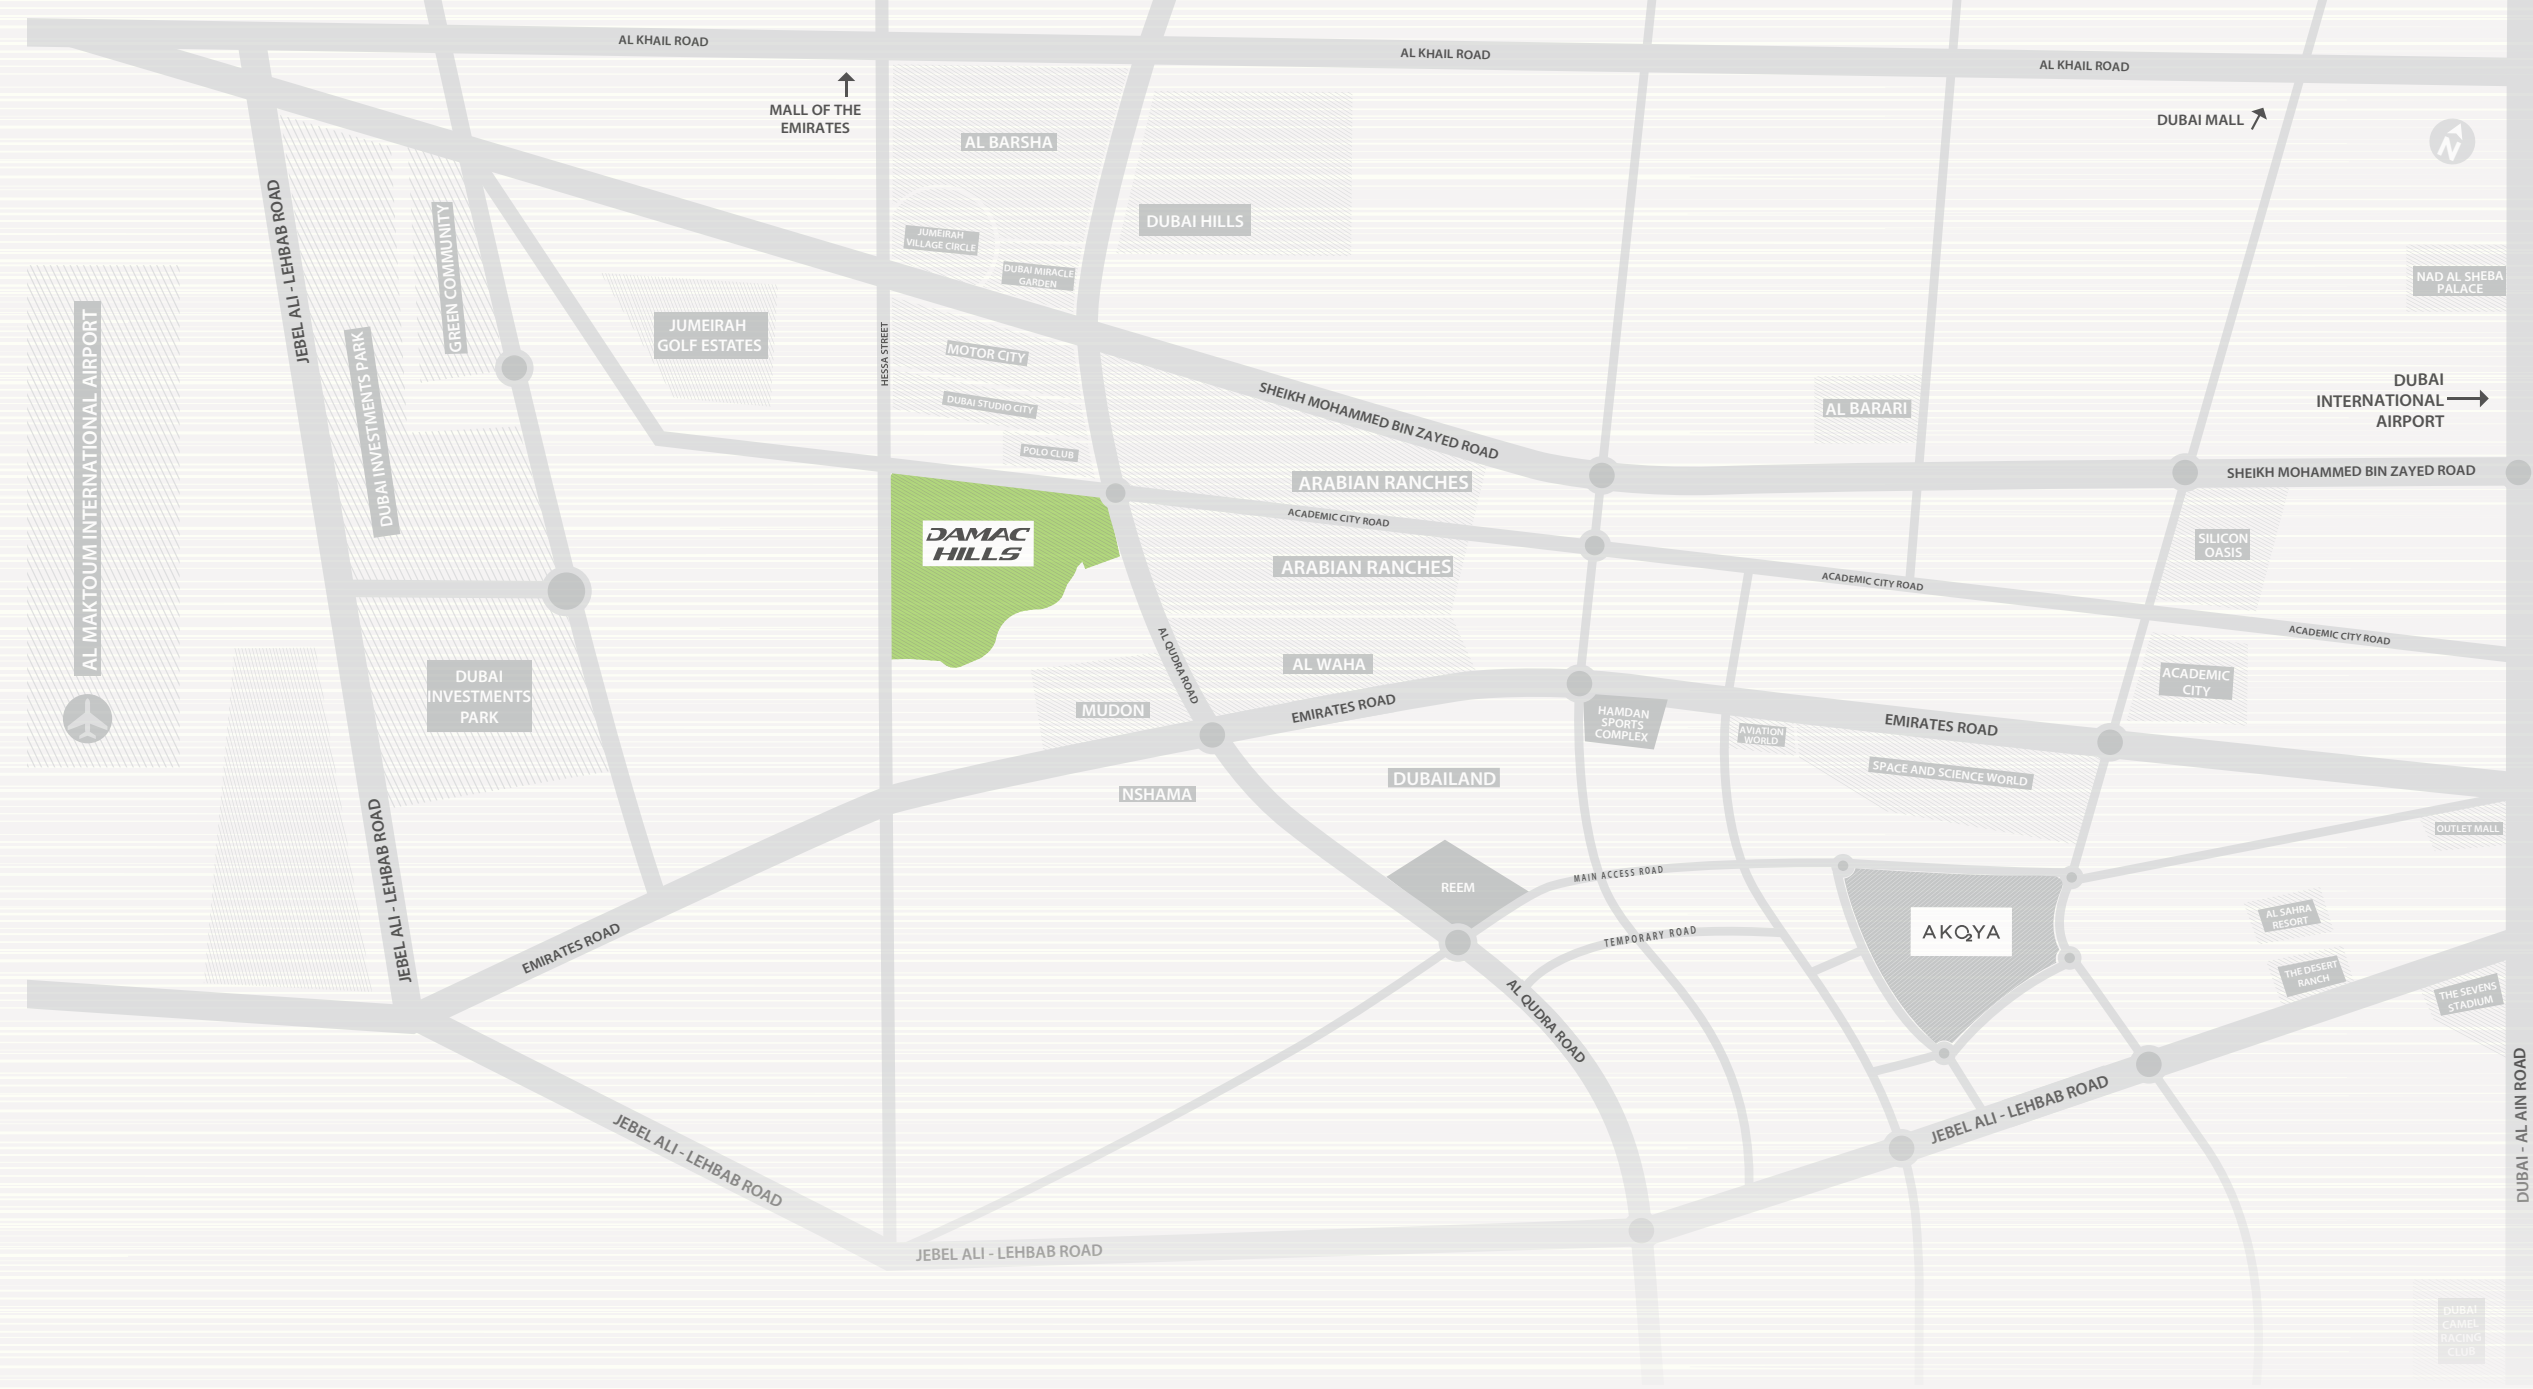 AL KHAIL ROAD
AL KHAIL ROAD
AL KHAIL ROAD
MALL OF THE
EMIRATES
DUBAI MALL
N
AL BARSHA
DUBAI HILLS
JUMEIRAH
VILLAGE CIRCLE
DUBAI MIRACLE
GARDEN
JEBEL ALI - LEHBAB ROAD
GREEN COMMUNITY
NAD AL SHEBA
PALACE
AL MAKTOUM INTERNATIONAL AIRPORT
DUBAI INVESTMENTS PARK
JUMEIRAH
GOLF ESTATES
HESSA STREET
MOTOR CITY
DUBAI STUDIO CITY
POLO CLUB
SHEIKH MOHAMMED BIN ZAYED ROAD
AL BARARI
DUBAI
INTERNATIONAL
AIRPORT
SHEIKH MOHAMMED BIN ZAYED ROAD
ARABIAN RANCHES
ACADEMIC CITY ROAD
DAMAC
HILLS
ARABIAN RANCHES
SILICON
OASIS
ACADEMIC CITY ROAD
ACADEMIC CITY ROAD
AL QUDRA ROAD
AL WAHA
ACADEMIC
CITY
DUBAI
INVESTMENTS
PARK
MUDON
EMIRATES ROAD
HAMDAN
SPORTS
COMPLEX
AVIATION
WORLD
EMIRATES ROAD
SPACE AND SCIENCE WORLD
DUBAILAND
NSHAMA
OUTLET MALL
JEBEL ALI - LEHBAB ROAD
REEM
MAIN ACCESS ROAD
TEMPORARY ROAD
AKO2YA
AL SAHRA
RESORT
THE DESERT
RANCH
THE SEVENS
STADIUM
EMIRATES ROAD
AL QUDRA ROAD
JEBEL ALI - LEHBAB ROAD
JEBEL ALI - LEHBAB ROAD
DUBAI - AL AIN ROAD
JEBEL ALI - LEHBAB ROAD
DUBAI
CAMEL
RACING
CLUB